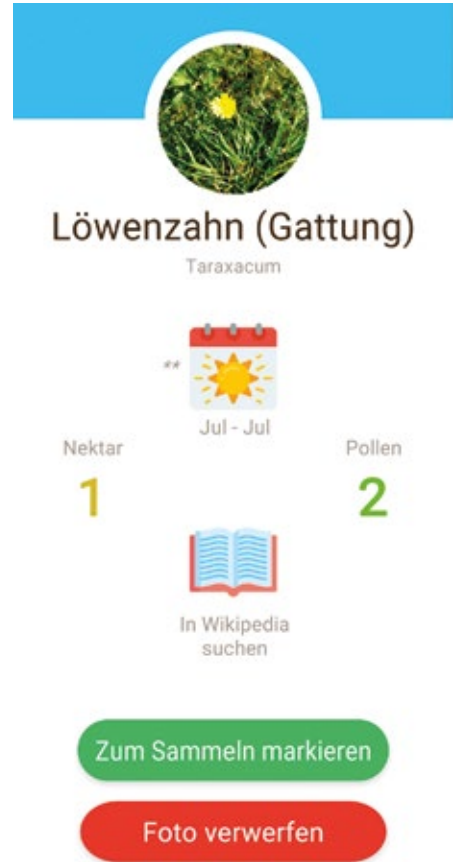 Löwenzahn (Gattung)
Taraxacum
**
Jul - Jul
Nektar
Pollen
1
2
In Wikipedia
suchen
Zum Sammeln markieren
Foto verwerfen